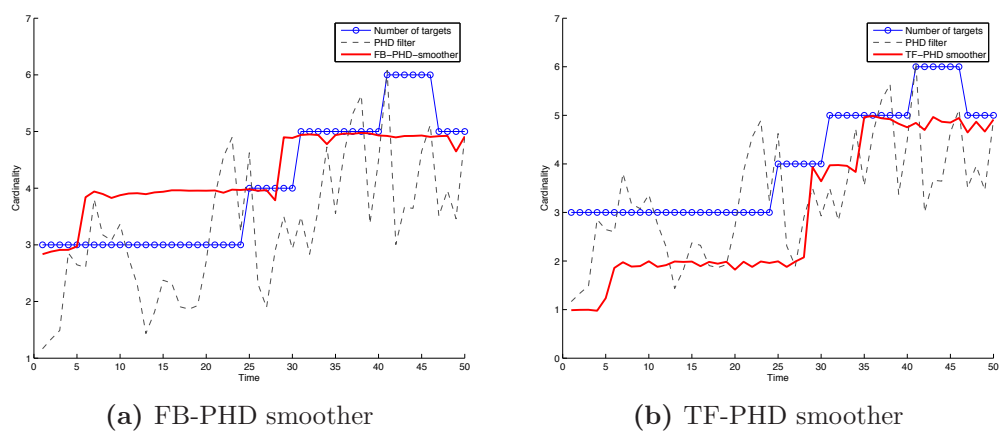 7
6
5
4
3
2
1
Cardinality
0 5 10 15 20 25 30 35 40 45 50
Time
Number of targets
PHD filter
FB-PHD-smoother
(a) FB-PHD smoother
7
6
5
4
3
2
1
0
Cardinality
0 5 10 15 20 25 30 35 40 45 50
Time
Number of targets
PHD filter
TF-PHD smoother
(b) TF-PHD smoother